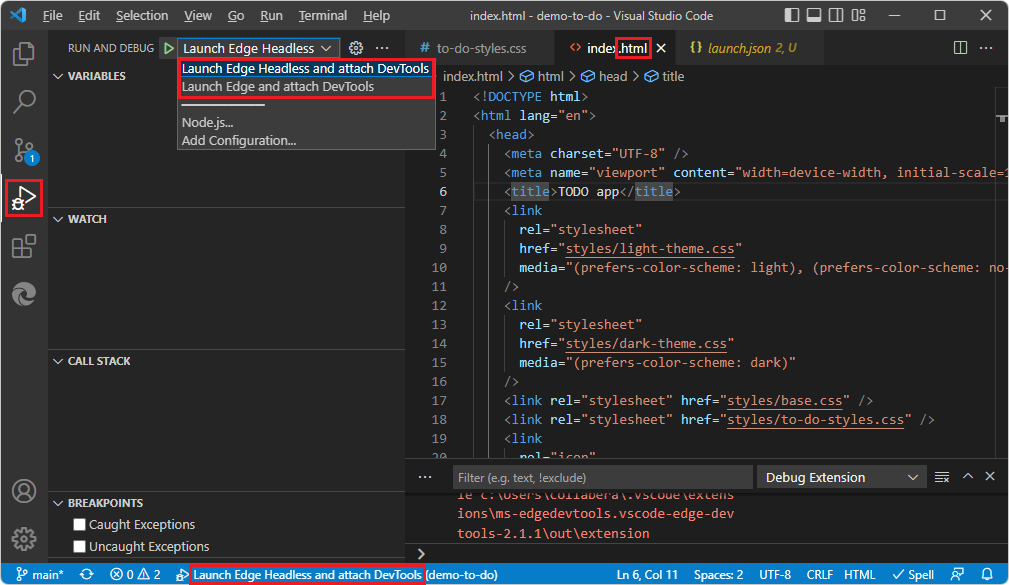 File Edit Selection View Go Run Terminal Help index.html - demo-to-do - Visual Studio Code
RUN AND DEBUG Launch Edge Headless
Launch Edge Headless and attach DevTools
Launch Edge and attach DevTools
Node.js...
Add Configuration...
VARIABLES
WATCH
CALL STACK
BREAKPOINTS
Caught Exceptions
Uncaught Exceptions
1
# to-do-styles.css <> index.html {} launch.json 2, U
index.html > html > head > title
1 <!DOCTYPE html>
2 <html lang="en">
3 <head>
4 <meta charset="UTF-8" />
5 <meta name="viewport" content="width=device-width, initial-scale=1
6 <title>TODO app</title>
7 <link
8 rel="stylesheet"
9 href="styles/light-theme.css"
10 media="(prefers-color-scheme: light), (prefers-color-scheme: no-
11 />
12 <link
13 rel="stylesheet"
14 href="styles/dark-theme.css"
15 media="(prefers-color-scheme: dark)"
16 />
17 <link rel="stylesheet" href="styles/base.css" />
18 <link rel="stylesheet" href="styles/to-do-styles.css" />
19 <link
20 rel="icon"
Filter (e.g. text, !exclude) Debug Extension
le c:\Users\collabera\.vscode\extens
ions\ms-edgedevtools.vscode-edge-dev
tools-2.1.1\out\extension
main* 0 2 Launch Edge Headless and attach DevTools (demo-to-do) Ln 6, Col 11 Spaces: 2 UTF-8 CRLF HTML Spell